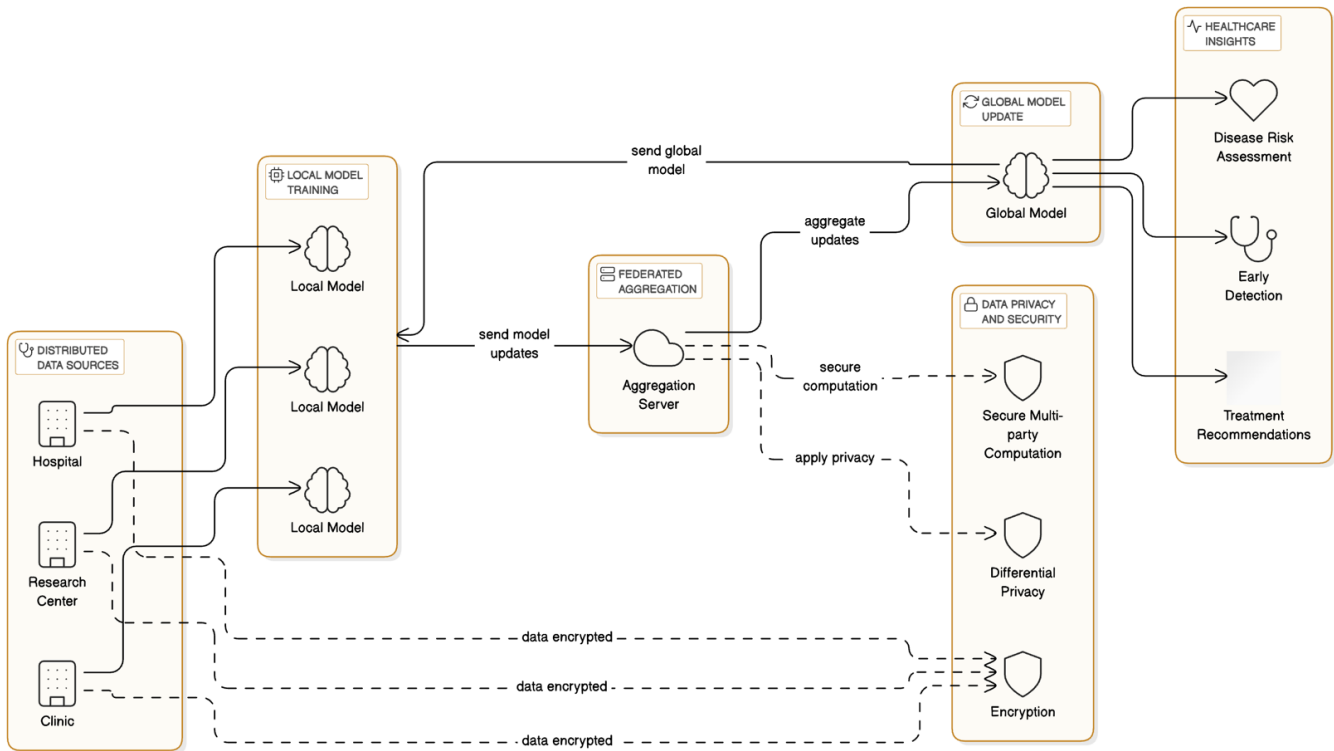 HEALTHCARE
INSIGHTS
Disease Risk
Assessment
Early
Detection
Treatment
Recommendations
GLOBAL MODEL
UPDATE
Global Model
send global
model
aggregate
updates
LOCAL MODEL
TRAINING
Local Model
Local Model
Local Model
send model
updates
FEDERATED
AGGREGATION
Aggregation
Server
DATA PRIVACY
AND SECURITY
secure
computation
Secure Multi-
party
Computation
apply privacy
Differential
Privacy
Encryption
DISTRIBUTED
DATA SOURCES
Hospital
Research
Center
Clinic
data encrypted
data encrypted
data encrypted